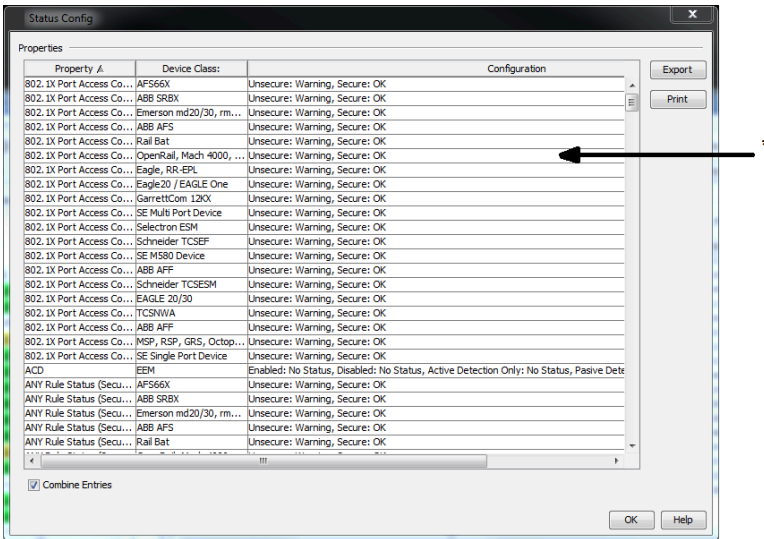 Status Config
Properties
Property Device Class: Configuration
802.1X Port Access Co... AFS66X Unsecure: Warning, Secure: OK
802.1X Port Access Co... ABB SRBX Unsecure: Warning, Secure: OK
802.1X Port Access Co... Emerson md20/30, rm... Unsecure: Warning, Secure: OK
802.1X Port Access Co... ABB AFS Unsecure: Warning, Secure: OK
802.1X Port Access Co... Rail Bat Unsecure: Warning, Secure: OK
802.1X Port Access Co... OpenRail, Mach 4000, ... Unsecure: Warning, Secure: OK
802.1X Port Access Co... Eagle, RR-EPL Unsecure: Warning, Secure: OK
802.1X Port Access Co... Eagle20 / EAGLE One Unsecure: Warning, Secure: OK
802.1X Port Access Co... GarrettCom 12KX Unsecure: Warning, Secure: OK
802.1X Port Access Co... SE Multi Port Device Unsecure: Warning, Secure: OK
802.1X Port Access Co... Selectron ESM Unsecure: Warning, Secure: OK
802.1X Port Access Co... Schneider TCSEF Unsecure: Warning, Secure: OK
802.1X Port Access Co... SE M580 Device Unsecure: Warning, Secure: OK
802.1X Port Access Co... ABB AFF Unsecure: Warning, Secure: OK
802.1X Port Access Co... Schneider TCSESM Unsecure: Warning, Secure: OK
802.1X Port Access Co... EAGLE 20/30 Unsecure: Warning, Secure: OK
802.1X Port Access Co... TCSNWA Unsecure: Warning, Secure: OK
802.1X Port Access Co... ABB AFF Unsecure: Warning, Secure: OK
802.1X Port Access Co... MSP, RSP, GRS, Octop... Unsecure: Warning, Secure: OK
802.1X Port Access Co... SE Single Port Device Unsecure: Warning, Secure: OK
ACD EEM Enabled: No Status, Disabled: No Status, Active Detection Only: No Status, Pasive Dete
ANY Rule Status (Secu... AFS66X Unsecure: Warning, Secure: OK
ANY Rule Status (Secu... ABB SRBX Unsecure: Warning, Secure: OK
ANY Rule Status (Secu... Emerson md20/30, rm... Unsecure: Warning, Secure: OK
ANY Rule Status (Secu... ABB AFS Unsecure: Warning, Secure: OK
ANY Rule Status (Secu... Rail Bat Unsecure: Warning, Secure: OK
Export
Print
Combine Entries
OK Help